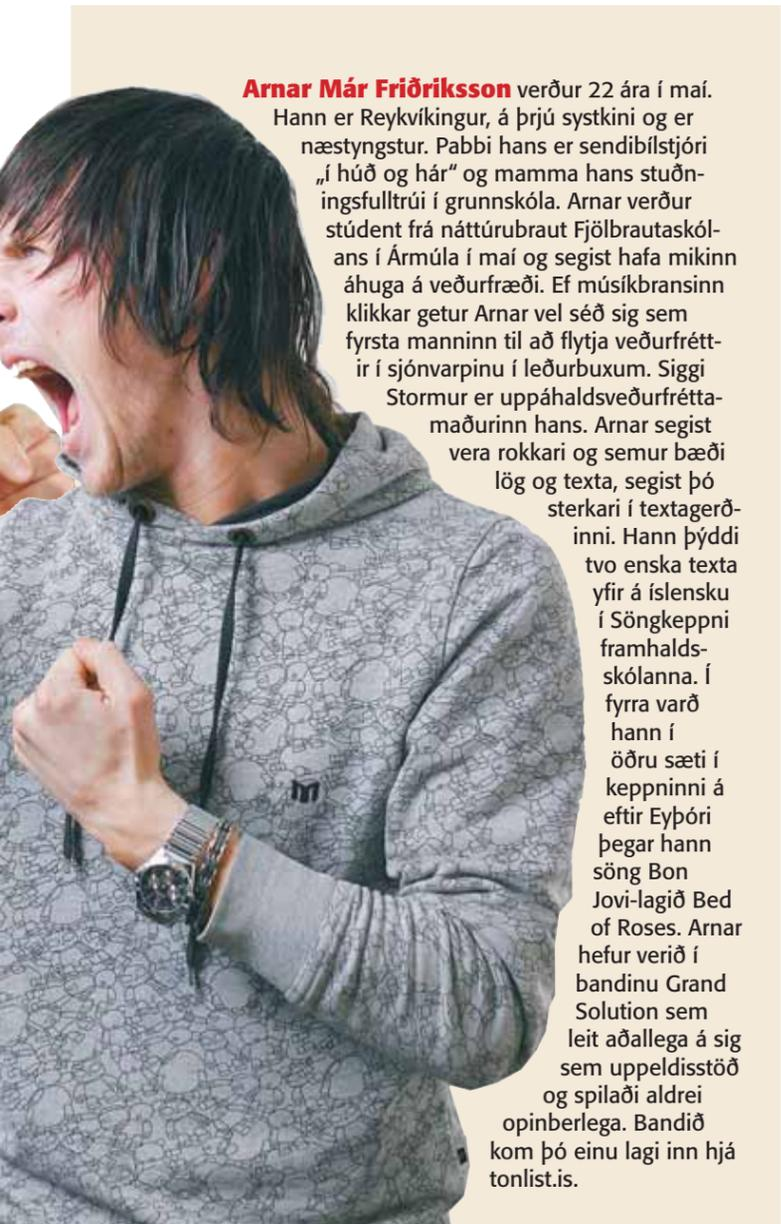 Arnar Már Friðriksson verður 22 ára í maí.
Hann er Reykvíkingur, á þrjú systkini og er
næstyngstur. Pabbi hans er sendibílstjóri
„í húð og hár“ og mamma hans stuðn-
ingsfulltrúi í grunnskóla. Arnar verður
stúdent frá náttúrubraut Fjölbrautaskól-
ans í Ármúla í maí og segist hafa mikinn
áhuga á veðurfræði. Ef músíkbransinn
klikkar getur Arnar vel séð sig sem
fyrsta manninn til að flytja veðurfrétt-
ir í sjónvarpinu í leðurbuxum. Siggi
Stormur er uppáhaldsveðurfrétta-
maðurinn hans. Arnar segist
vera rokkari og semur bæði
lög og texta, segist þó
sterkari í textagerð-
inni. Hann þýddi
tvo enska texta
yfir á íslensku
í Söngkeppni
framhalds-
skólanna. Í
fyrra varð
hann í
öðru sæti í
keppninni á
eftir Eyþóri
þegar hann
söng Bon
Jovi-lagið Bed
of Roses. Arnar
hefur verið í
bandinu Grand
Solution sem
leit aðallega á sig
sem uppeldisstöð
og spilaði aldrei
opinberlega. Bandið
kom þó einu lagi inn hjá
tonlist.is.